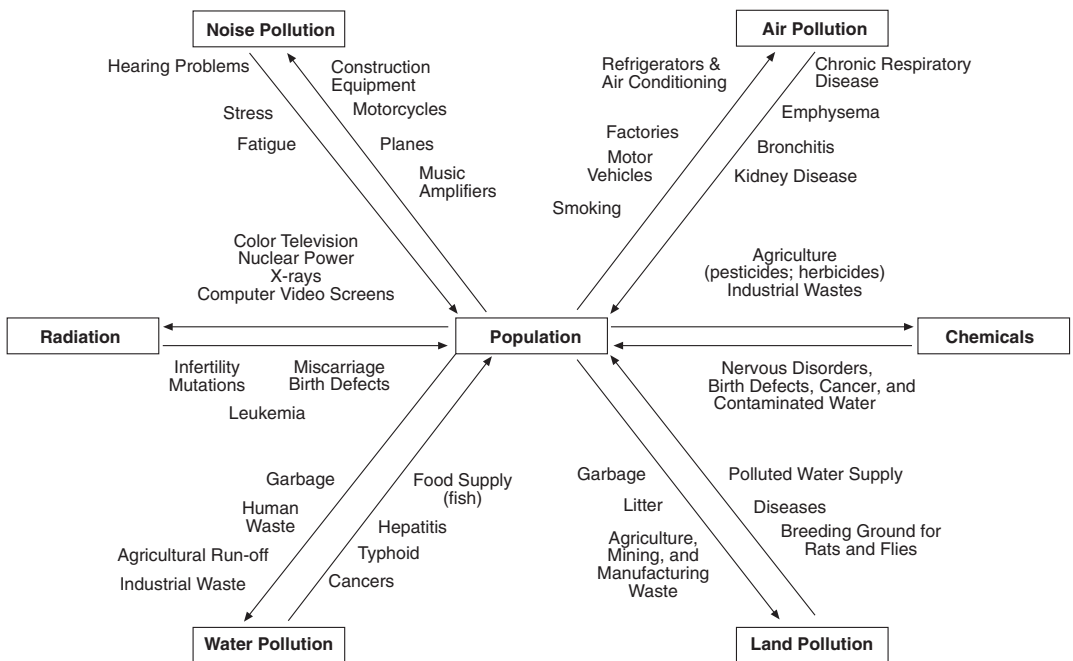 Noise Pollution
Hearing Problems
Stress
Fatigue
Construction
Equipment
Motorcycles
Planes
Music
Amplifiers
Air Pollution
Refrigerators &
Air Conditioning
Factories
Motor
Vehicles
Smoking
Chronic Respiratory
Disease
Emphysema
Bronchitis
Kidney Disease
Color Television
Nuclear Power
X-rays
Computer Video Screens
Agriculture
(pesticides; herbicides)
Industrial Wastes
Radiation
Population
Chemicals
Infertility
Mutations
Miscarriage
Birth Defects
Leukemia
Nervous Disorders,
Birth Defects, Cancer, and
Contaminated Water
Garbage
Human
Waste
Agricultural Run-off
Industrial Waste
Food Supply
(fish)
Hepatitis
Typhoid
Cancers
Garbage
Litter
Agriculture,
Mining, and
Manufacturing
Waste
Polluted Water Supply
Diseases
Breeding Ground for
Rats and Flies
Water Pollution
Land Pollution